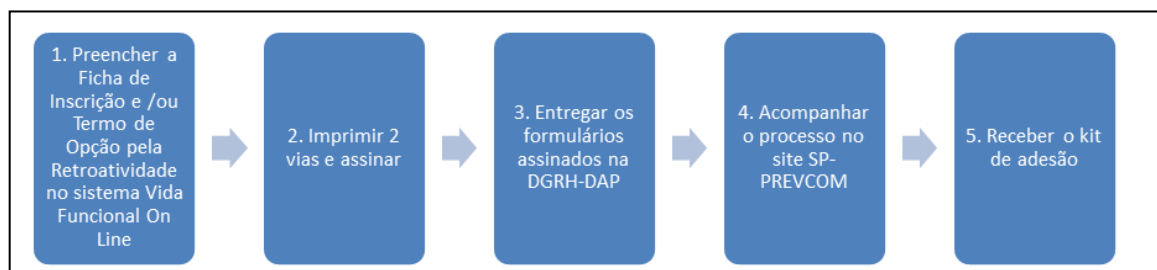 1. Preencher a
Ficha de
Inscrição e /ou
Termo de
Opção pela
Retroatividade
no sistema Vida
Funcional On
Line
2. Imprimir 2
vias e assinar
3. Entregar os
formulários
assinados na
DGRH-DAP
4. Acompanhar
o processo no
site SP-
PREVCOM
5. Receber o kit
de adesão